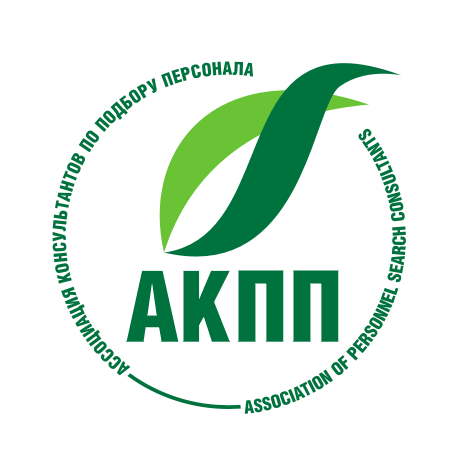 АССОЦИАЦИЯ КОНСУЛЬТАНТОВ ПО ПОДБОРУ ПЕРСОНАЛА
АКПП
ASSOCIATION OF PERSONNEL SEARCH CONSULTANTS